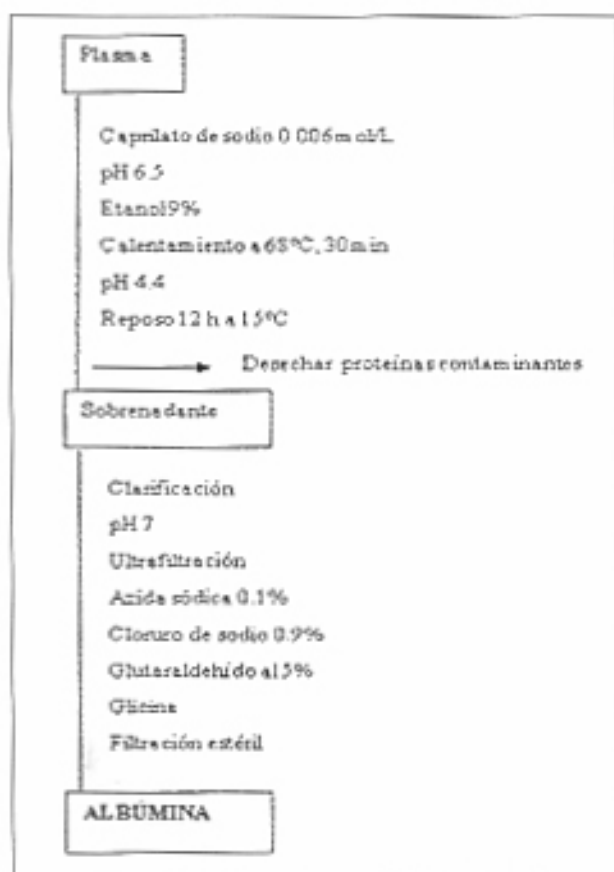 Plasma
Caprilato de sodio 0.006mol/L
pH 6.5
Etanol 9%
Calentamiento a 68°C, 30 min
pH 4.4
Reposo 12 h a 15°C
Desechar proteínas contaminantes
Sobrenadante
Clarificación
pH 7
Ultrafiltración
Azida sódica 0.1%
Cloruro de sodio 0.9%
Glutaraldehído al 5%
Glicina
Filtración estéril
ALBÚMINA